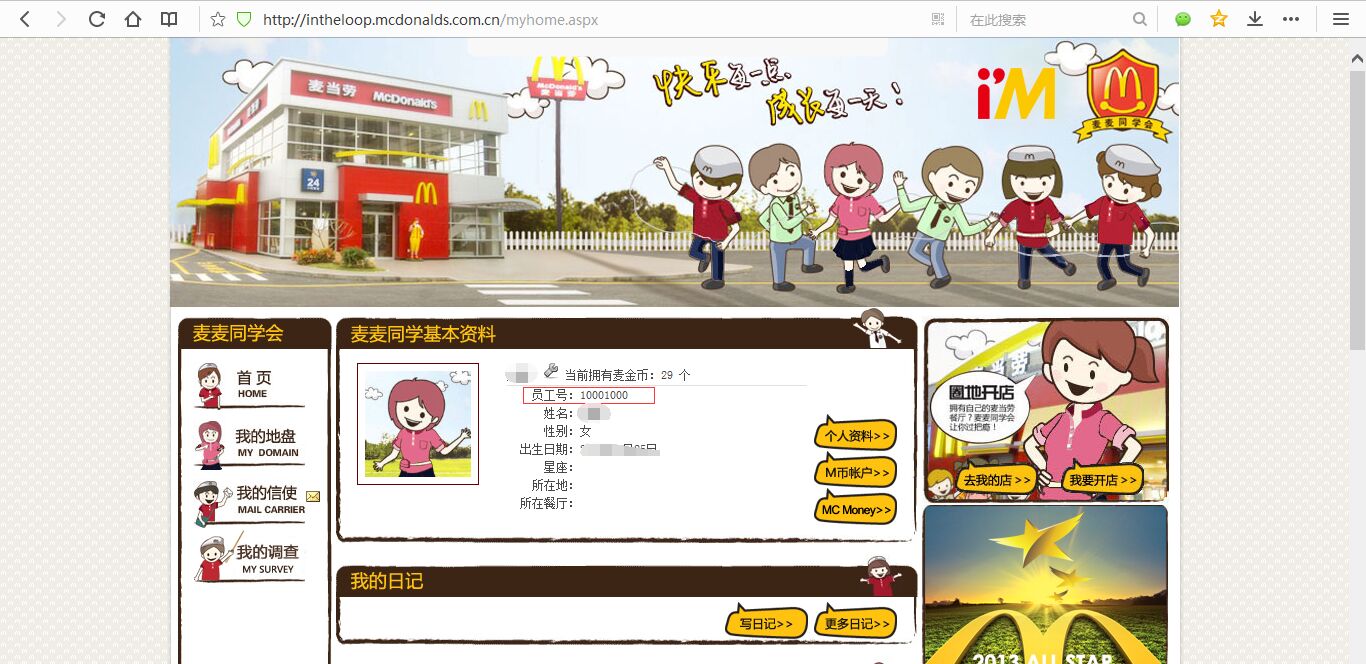 http://intheloop.mcdonalds.com.cn/myhome.aspx
在此搜索
麦当劳 McDonald's
McDonald's
24
快乐每一点,
成长每一天!
i'M
麦麦同学会
麦麦同学会
首 页
HOME
我的地盘
MY DOMAIN
我的信使
MAIL CARRIER
我的调查
MY SURVEY
麦麦同学基本资料
当前拥有麦金币: 29 个
员工号: 10001000
姓名:
性别: 女
出生日期:
星座:
所在地:
所在餐厅:
个人资料>>
M币帐户>>
MC Money>>
我的日记
写日记>>
更多日记>>
圈地开店
拥有自己的麦当劳
餐厅?麦麦同学会
让你过把瘾!
去我的店 >>
我要开店 >>
2013 ALL STAR